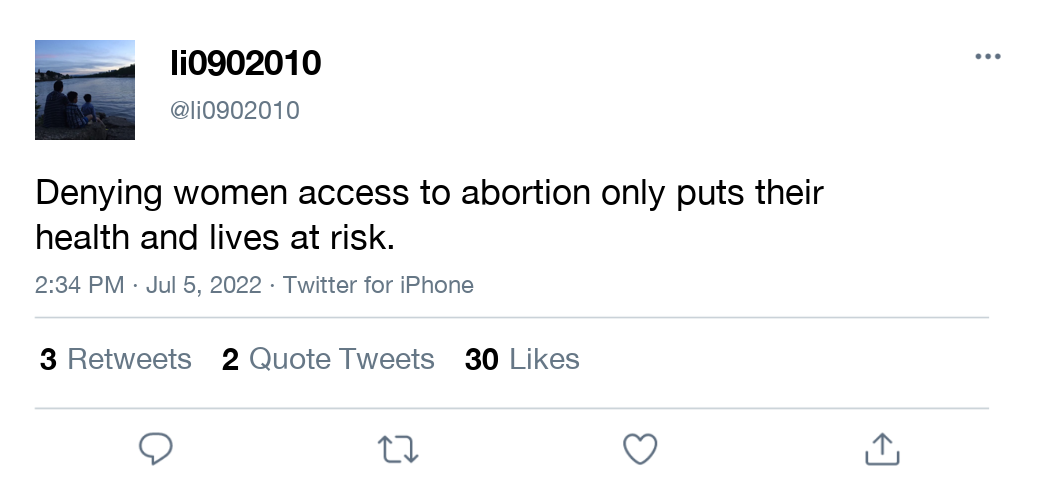 li0902010
@li0902010
Denying women access to abortion only puts their
health and lives at risk.
2:34 PM · Jul 5, 2022 · Twitter for iPhone
3 Retweets 2 Quote Tweets 30 Likes